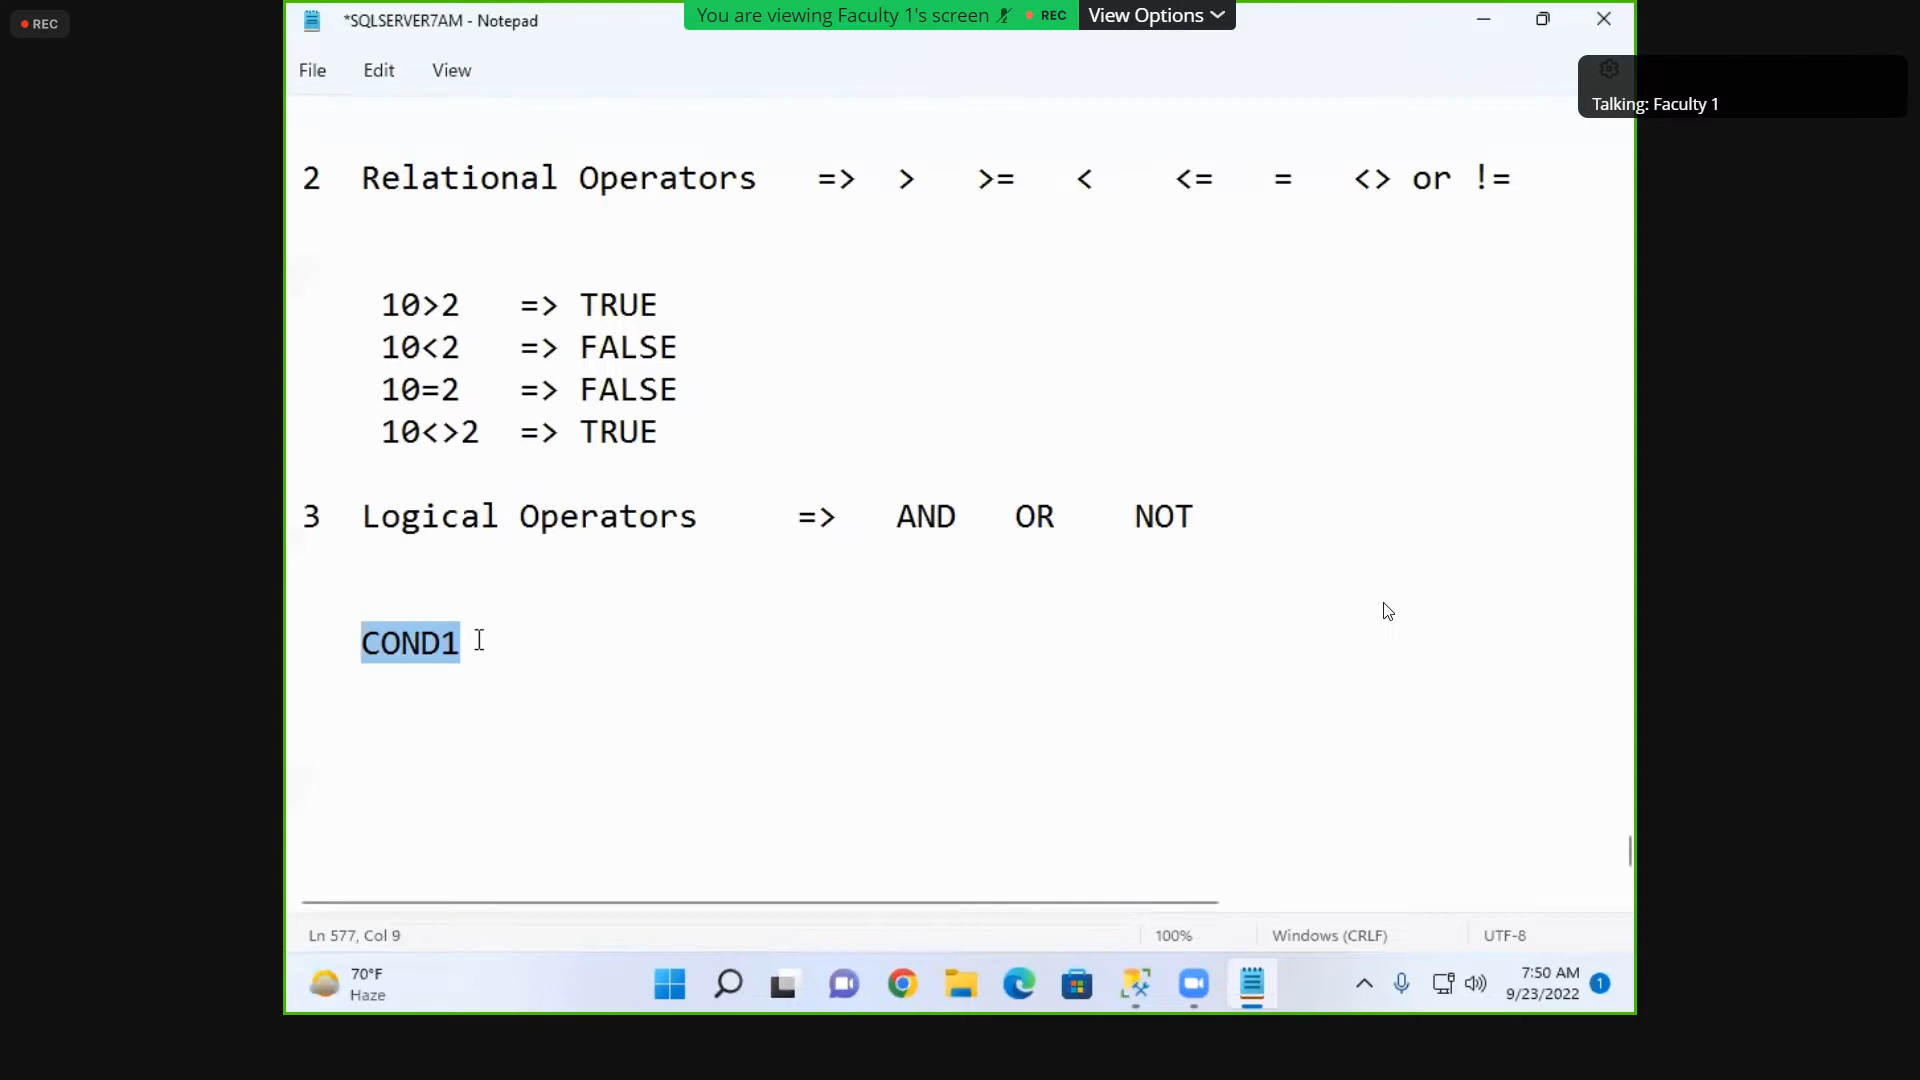 REC
*SQLSERVER7AM - Notepad
You are viewing Faculty 1's screen REC View Options
File Edit View
Talking: Faculty 1
2 Relational Operators => > >= < <= = <> or !=
10>2 => TRUE
10<2 => FALSE
10=2 => FALSE
10<>2 => TRUE
3 Logical Operators => AND OR NOT
COND1
Ln 577, Col 9 100% Windows (CRLF) UTF-8
70°F
Haze
7:50 AM
9/23/2022
1